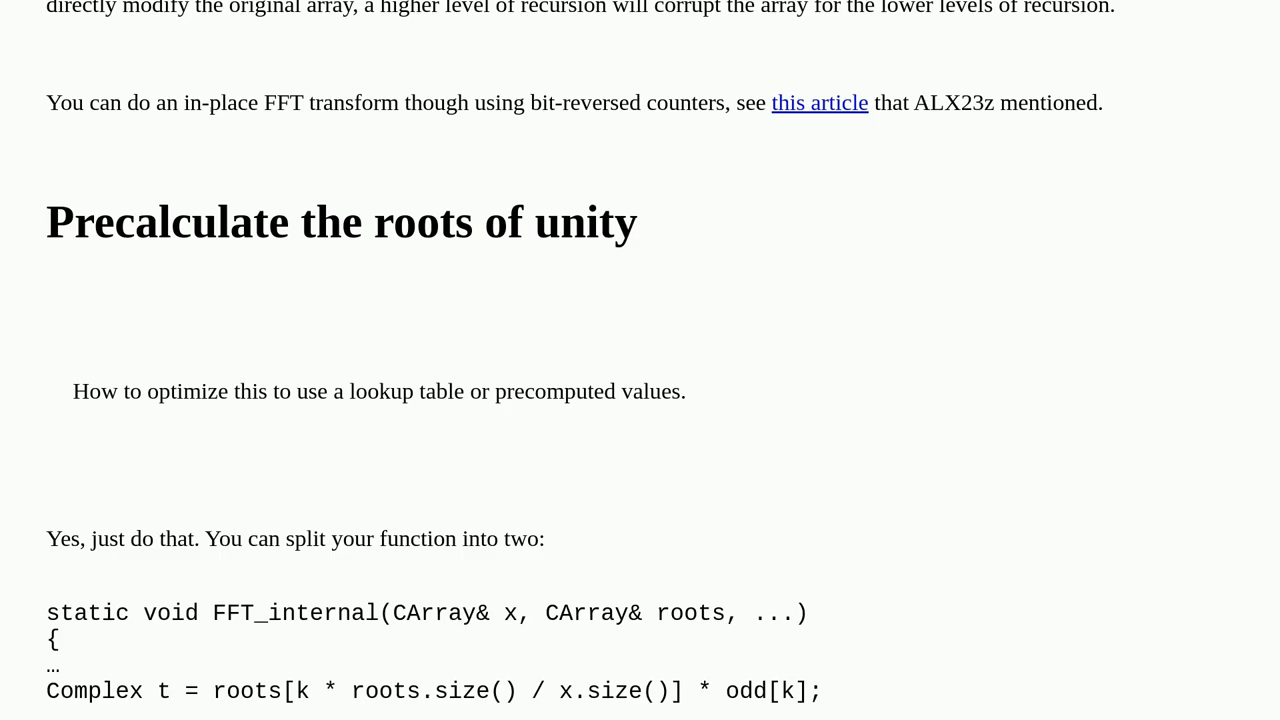 directly modify the original array, a higher level of recursion will corrupt the array for the lower levels of recursion.
You can do an in-place FFT transform though using bit-reversed counters, see this article that ALX23z mentioned.
Precalculate the roots of unity
How to optimize this to use a lookup table or precomputed values.
Yes, just do that. You can split your function into two:
static void FFT_internal(CArray& x, CArray& roots, ...)
{
…
Complex t = roots[k * roots.size() / x.size()] * odd[k];